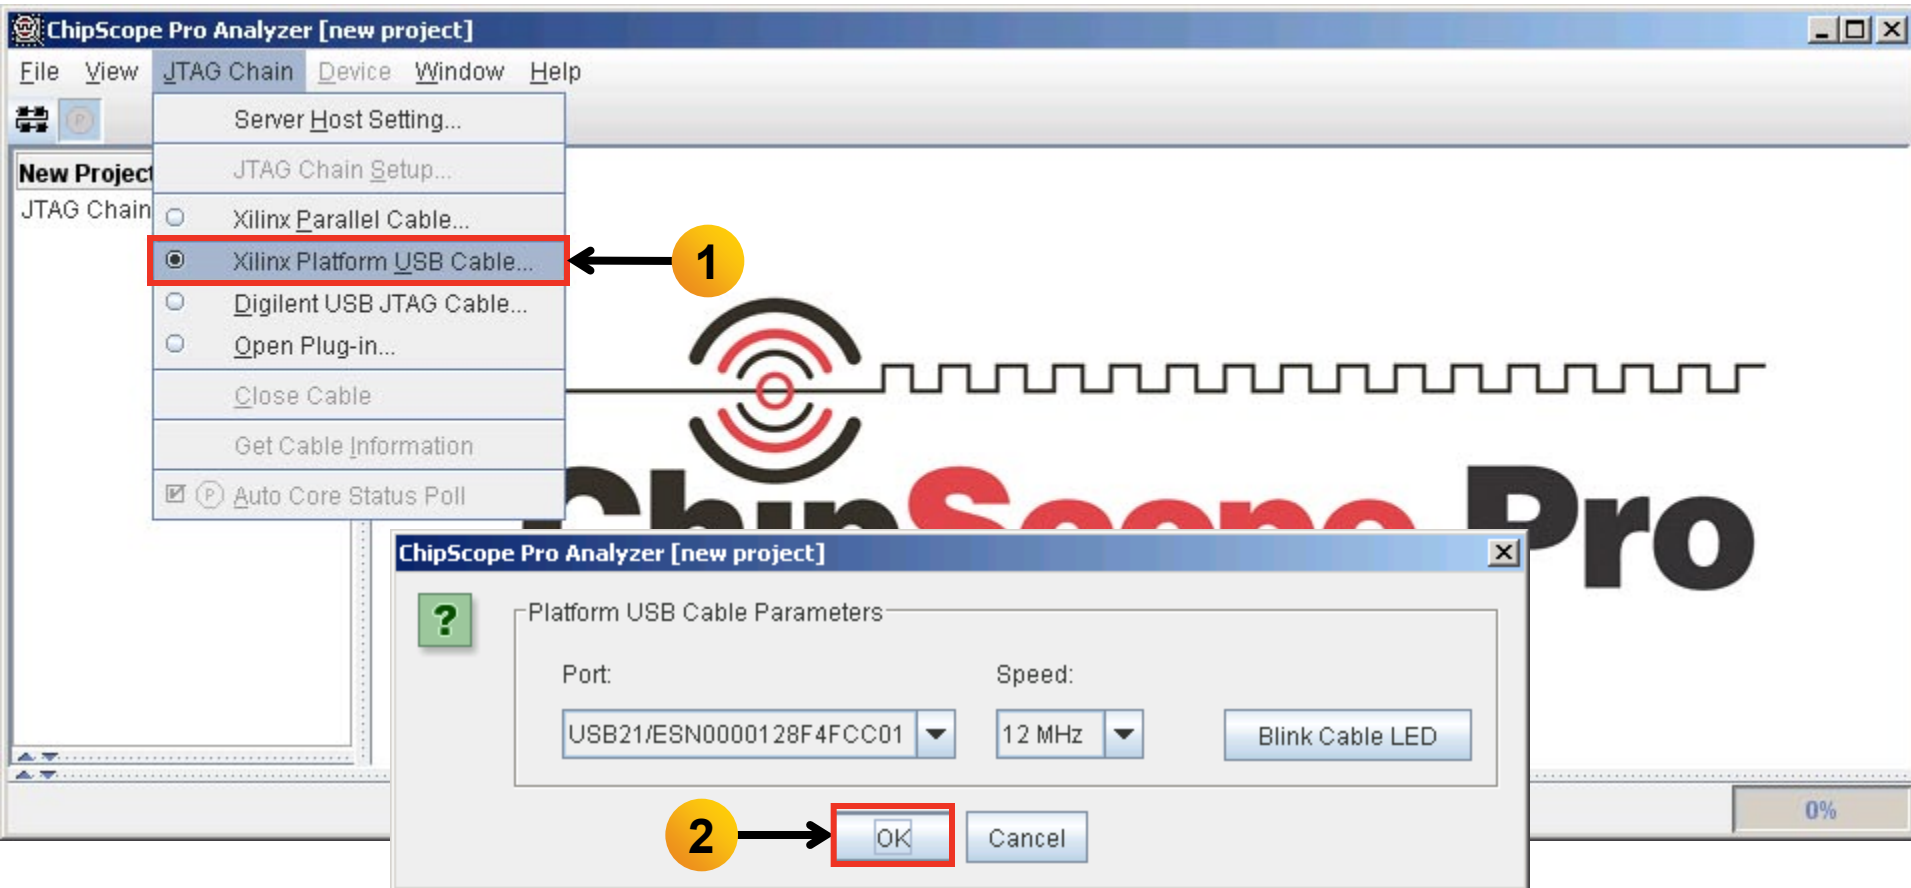 ChipScope Pro Analyzer [new project]
File View JTAG Chain Device Window Help
Server Host Setting...
JTAG Chain Setup...
Xilinx Parallel Cable...
Xilinx Platform USB Cable...
Digilent USB JTAG Cable...
Open Plug-in...
Close Cable
Get Cable Information
P Auto Core Status Poll
P
New Project
JTAG Chain
1
ChipScope Pro
ChipScope Pro Analyzer [new project]
?
Platform USB Cable Parameters
Port: Speed:
USB21/ESN0000128F4FCC01 12 MHz Blink Cable LED
2 OK Cancel
0%